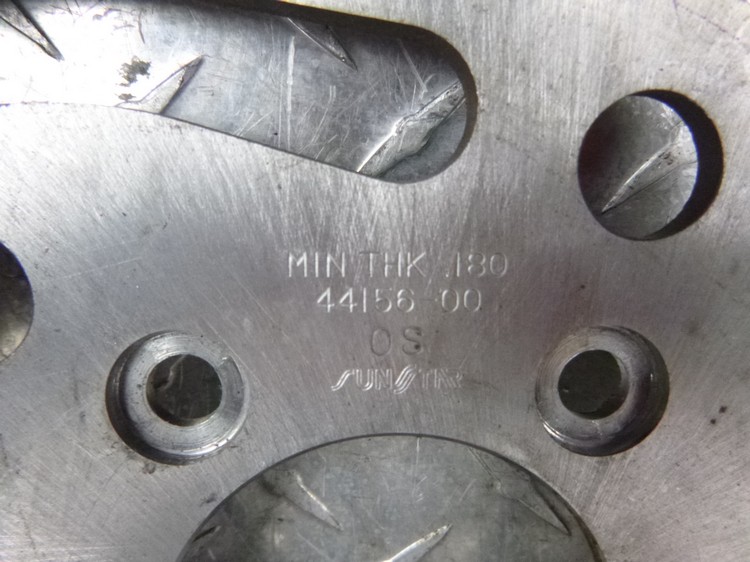 MIN THK .180
44156-00
OS
SUNSTAR